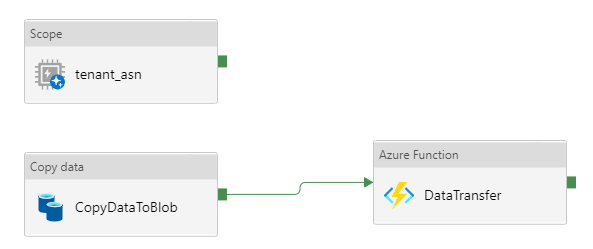 Scope
tenant_asn
Copy data
CopyDataToBlob
Azure Function
DataTransfer